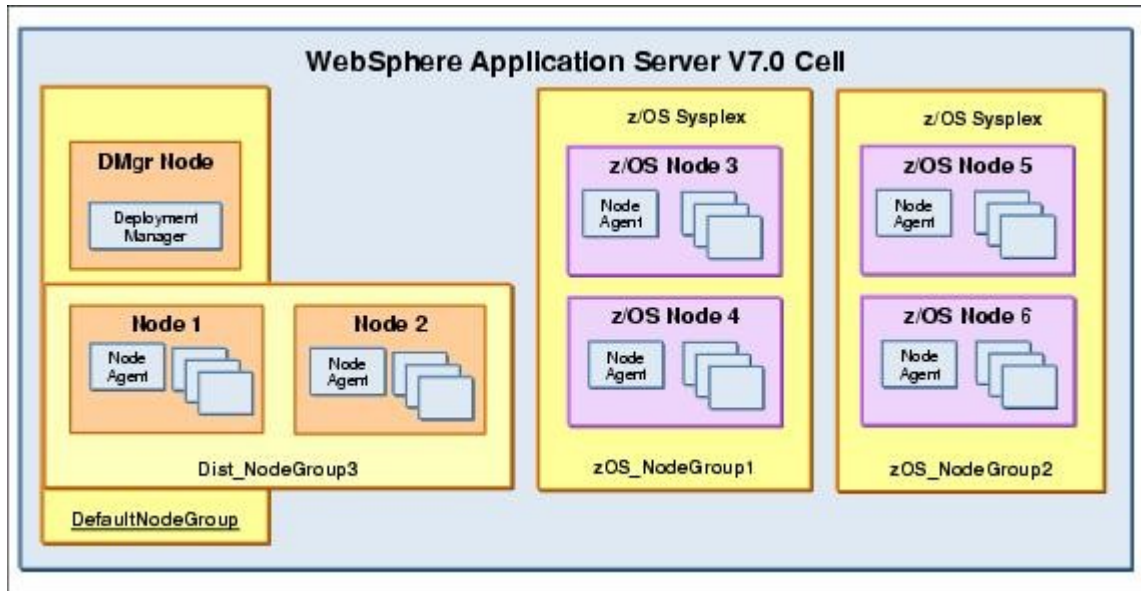 WebSphere Application Server V7.0 Cell
DMgr Node
Deployment
Manager
Node 1
Node
Agent
Node 2
Node
Agent
Dist_NodeGroup3
DefaultNodeGroup
z/OS Sysplex
z/OS Node 3
Node
Agent
z/OS Node 4
Node
Agent
zOS_NodeGroup1
z/OS Sysplex
z/OS Node 5
Node
Agent
z/OS Node 6
Node
Agent
zOS_NodeGroup2